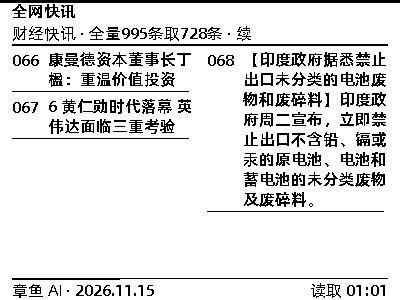 全网快讯
财经快讯 · 全量995条取728条 · 续
066 康曼德资本董事长丁
楹：重温价值投资
067 6 黄仁勋时代落幕 英
伟达面临三重考验
068 【印度政府据悉禁止
出口未分类的电池废
物和废碎料】印度政
府周二宣布，立即禁
止出口不含铅、镉或
汞的原电池、电池和
蓄电池的未分类废物
及废碎料。
章鱼 AI · 2026.11.15
读取 01:01